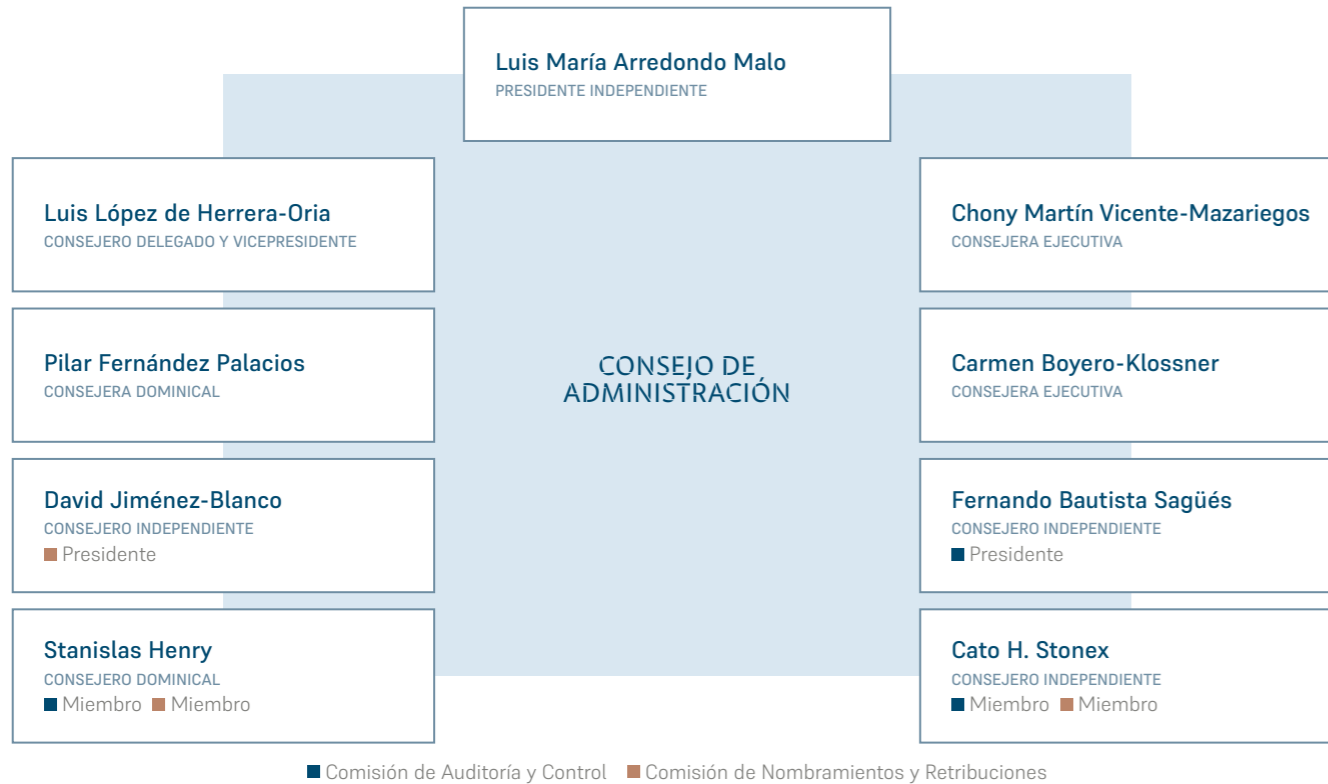 Luis María Arredondo Malo
PRESIDENTE INDEPENDIENTE
Luis López de Herrera-Oria
CONSEJERO DELEGADO Y VICEPRESIDENTE
Chony Martín Vicente-Mazariegos
CONSEJERA EJECUTIVA
Pilar Fernández Palacios
CONSEJERA DOMINICAL
CONSEJO DE
ADMINISTRACIÓN
Carmen Boyero-Klossner
CONSEJERA EJECUTIVA
David Jiménez-Blanco
CONSEJERO INDEPENDIENTE
Presidente
Fernando Bautista Sagüés
CONSEJERO INDEPENDIENTE
Presidente
Stanislas Henry
CONSEJERO DOMINICAL
Miembro Miembro
Cato H. Stonex
CONSEJERO INDEPENDIENTE
Miembro Miembro
Comisión de Auditoría y Control Comisión de Nombramientos y Retribuciones